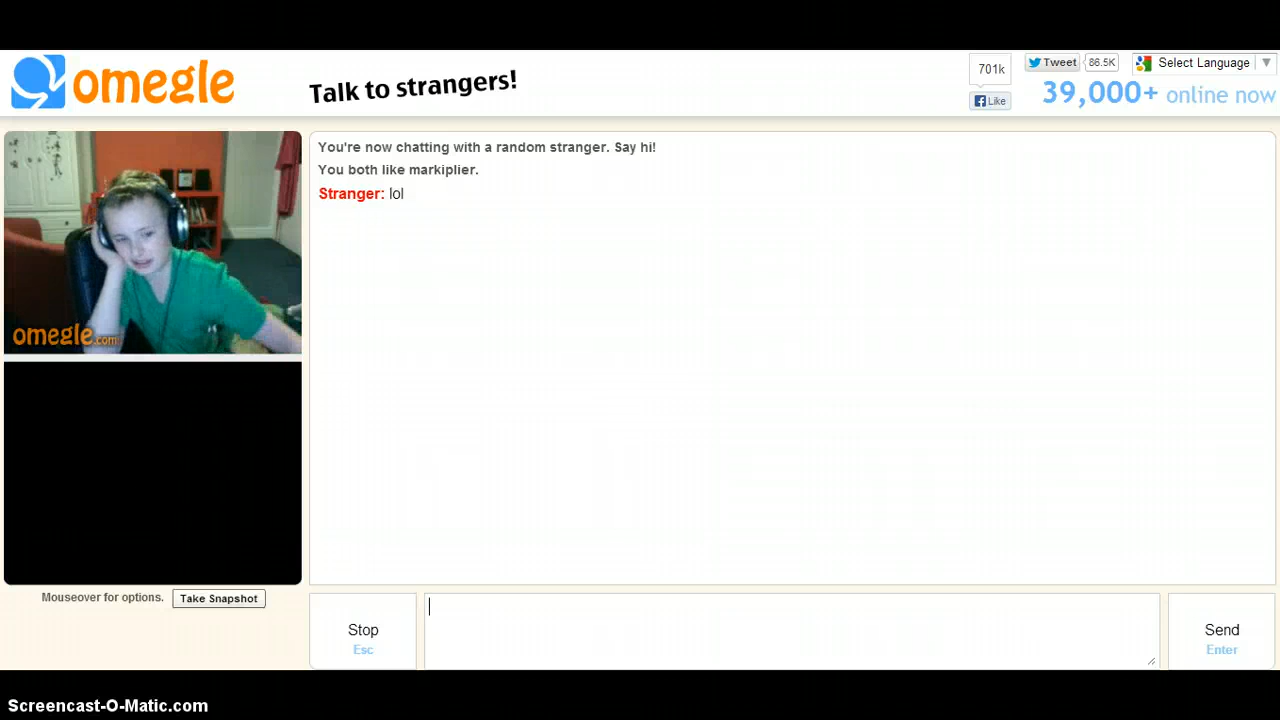 omegle
Talk to strangers!
701k
Like
Tweet
86.5K
Select Language
39,000+ online now
omegle.com
You're now chatting with a random stranger. Say hi!
You both like markiplier.
Stranger: lol
Mouseover for options.
Take Snapshot
Stop
Esc
Send
Enter
Screencast-O-Matic.com